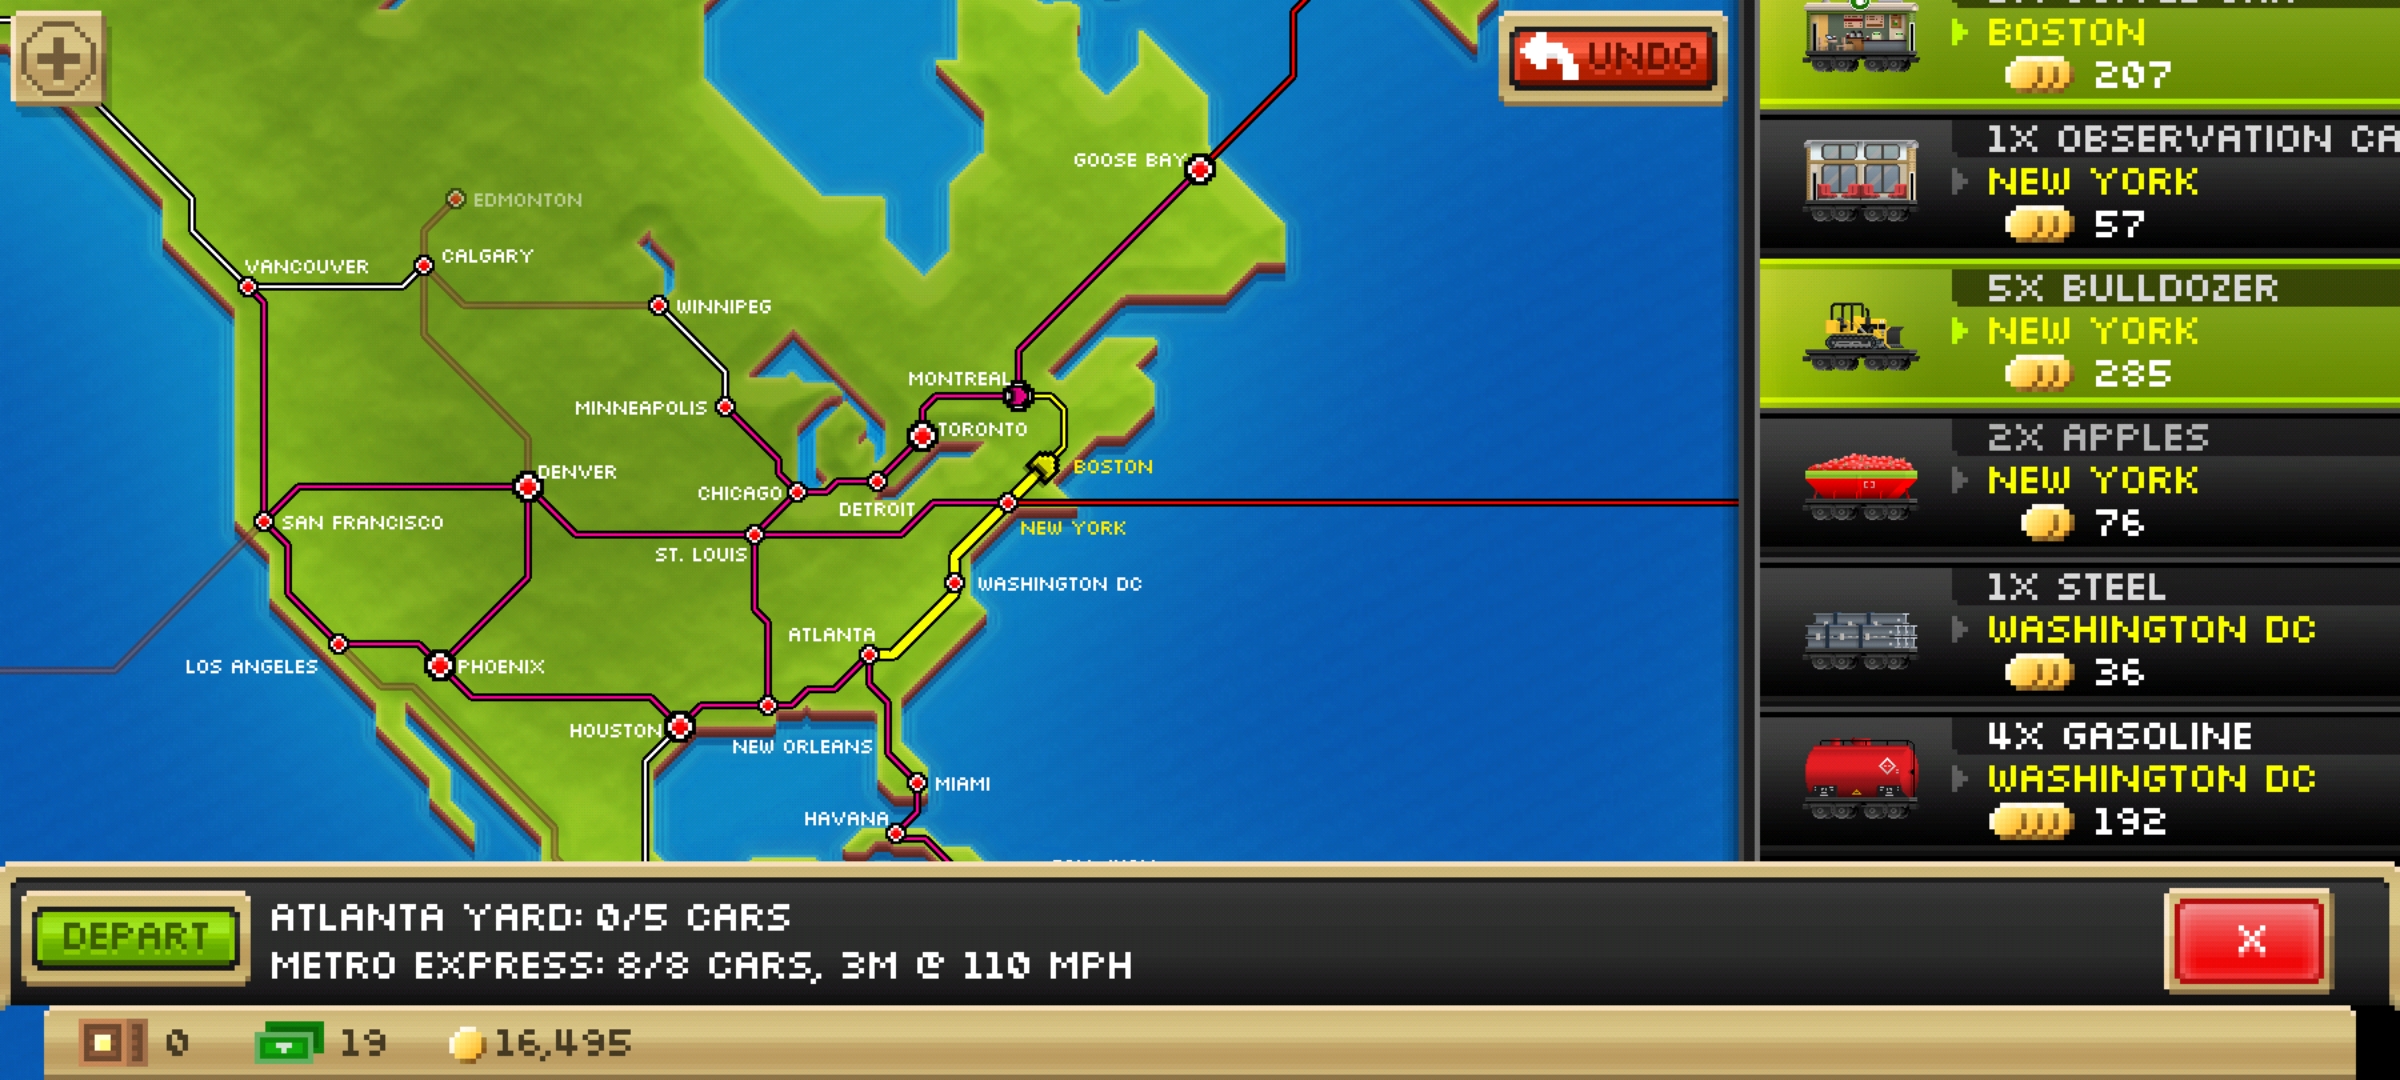 UNDO
GOOSE BAY
EDMONTON
CALGARY
VANCOUVER
WINNIPEG
MONTREAL
MINNEAPOLIS
TORONTO
BOSTON
DENVER
CHICAGO
DETROIT
SAN FRANCISCO
NEW YORK
ST. LOUIS
WASHINGTON DC
ATLANTA
LOS ANGELES
PHOENIX
HOUSTON
NEW ORLEANS
MIAMI
HAVANA
BOSTON
207
1X OBSERVATION CA
NEW YORK
57
5X BULLDOZER
NEW YORK
285
2X APPLES
NEW YORK
76
1X STEEL
WASHINGTON DC
36
4X GASOLINE
WASHINGTON DC
192
DEPART
ATLANTA YARD: 0/5 CARS
METRO EXPRESS: 8/8 CARS, 3M @ 110 MPH
X
0
19
16,495